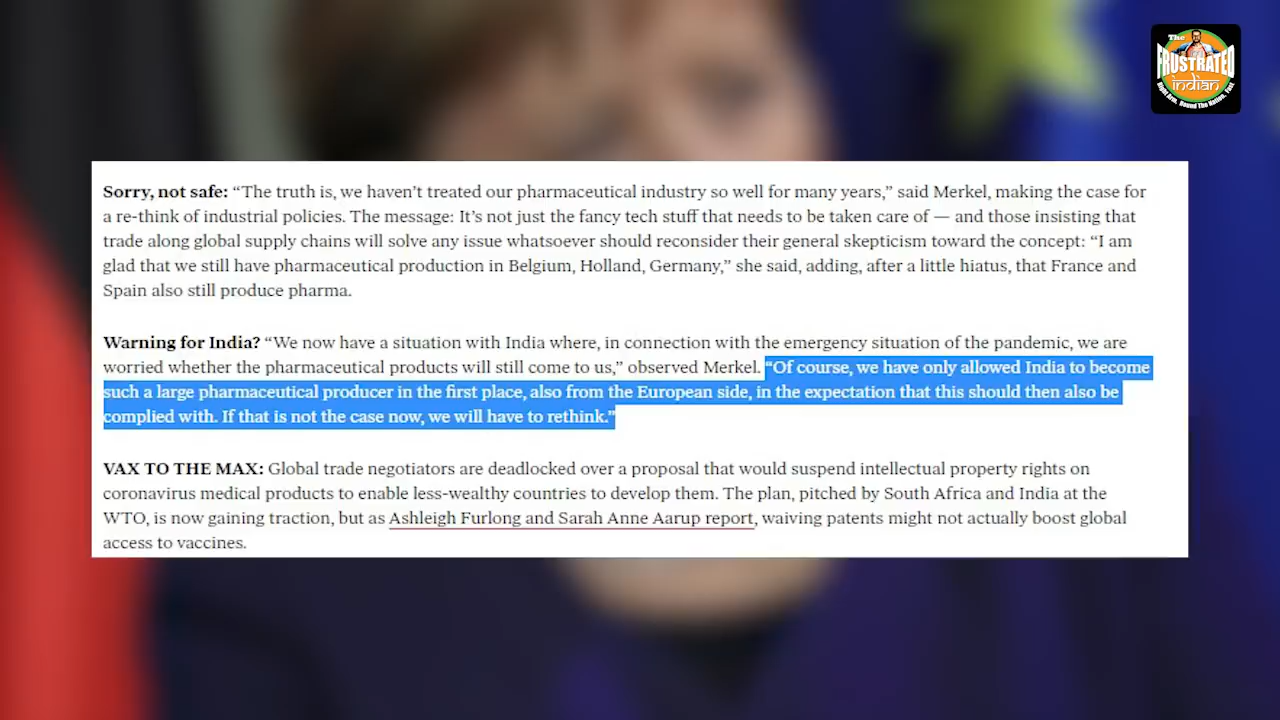 The
FRUSTRATED
indian
Right Arm. Round The Nation. Fast.
Sorry, not safe: “The truth is, we haven’t treated our pharmaceutical industry so well for many years,” said Merkel, making the case for
a re-think of industrial policies. The message: It’s not just the fancy tech stuff that needs to be taken care of — and those insisting that
trade along global supply chains will solve any issue whatsoever should reconsider their general skepticism toward the concept: “I am
glad that we still have pharmaceutical production in Belgium, Holland, Germany,” she said, adding, after a little hiatus, that France and
Spain also still produce pharma.
Warning for India? “We now have a situation with India where, in connection with the emergency situation of the pandemic, we are
worried whether the pharmaceutical products will still come to us,” observed Merkel. “Of course, we have only allowed India to become
such a large pharmaceutical producer in the first place, also from the European side, in the expectation that this should then also be
complied with. If that is not the case now, we will have to rethink.”
VAX TO THE MAX: Global trade negotiators are deadlocked over a proposal that would suspend intellectual property rights on
coronavirus medical products to enable less-wealthy countries to develop them. The plan, pitched by South Africa and India at the
WTO, is now gaining traction, but as Ashleigh Furlong and Sarah Anne Aarup report, waiving patents might not actually boost global
access to vaccines.